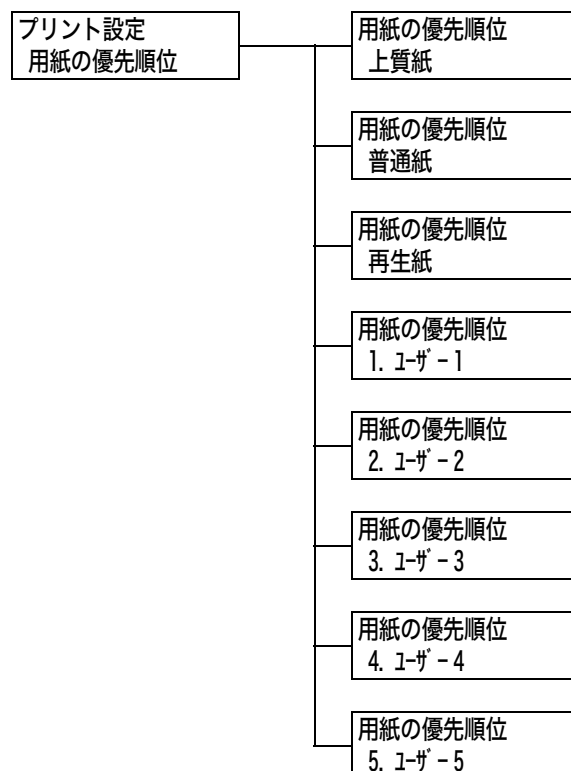 プリント設定
用紙の優先順位
用紙の優先順位
上質紙
用紙の優先順位
普通紙
用紙の優先順位
再生紙
用紙の優先順位
1. ﾕｰｻﾞｰ1
用紙の優先順位
2. ﾕｰｻﾞｰ2
用紙の優先順位
3. ﾕｰｻﾞｰ3
用紙の優先順位
4. ﾕｰｻﾞｰ4
用紙の優先順位
5. ﾕｰｻﾞｰ5